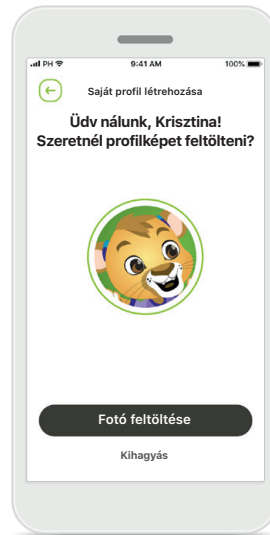 PH 9:41 AM 100%
Saját profil létrehozása
Üdv nálunk, Krisztina!
Szeretnél profilképet feltölteni?
Fotó feltöltése
Kihagyás